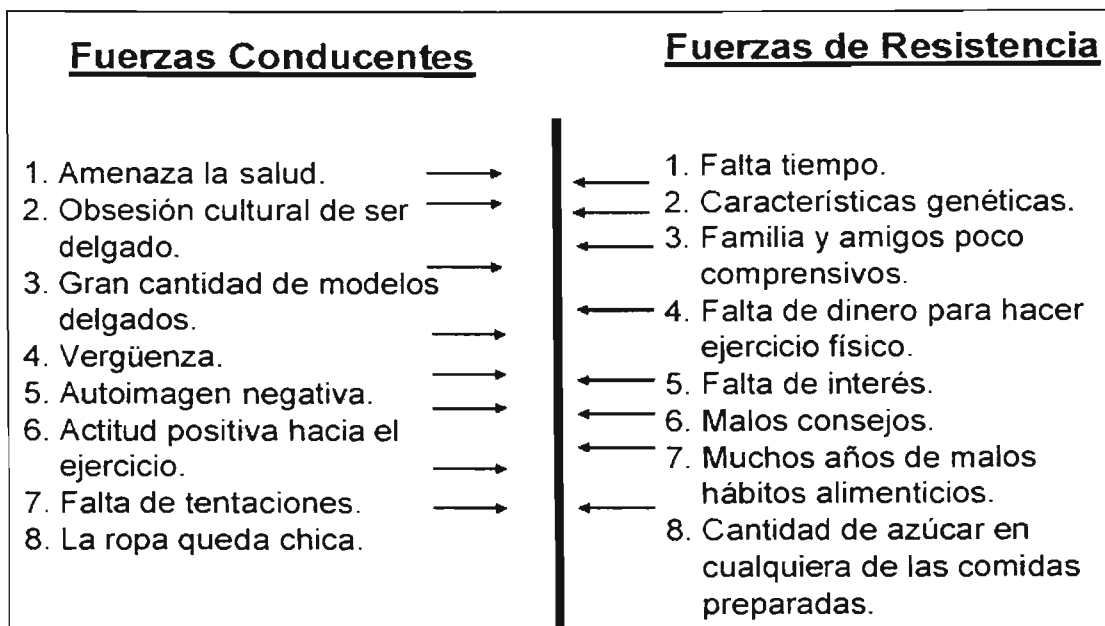 Fuerzas Conducentes
1. Amenaza la salud.
2. Obsesión cultural de ser
delgado.
3. Gran cantidad de modelos
delgados.
4. Vergüenza.
5. Autoimagen negativa.
6. Actitud positiva hacia el
ejercicio.
7. Falta de tentaciones.
8. La ropa queda chica.
Fuerzas de Resistencia
1. Falta tiempo.
2. Características genéticas.
3. Familia y amigos poco
comprensivos.
4. Falta de dinero para hacer
ejercicio físico.
5. Falta de interés.
6. Malos consejos.
7. Muchos años de malos
hábitos alimenticios.
8. Cantidad de azúcar en
cualquiera de las comidas
preparadas.